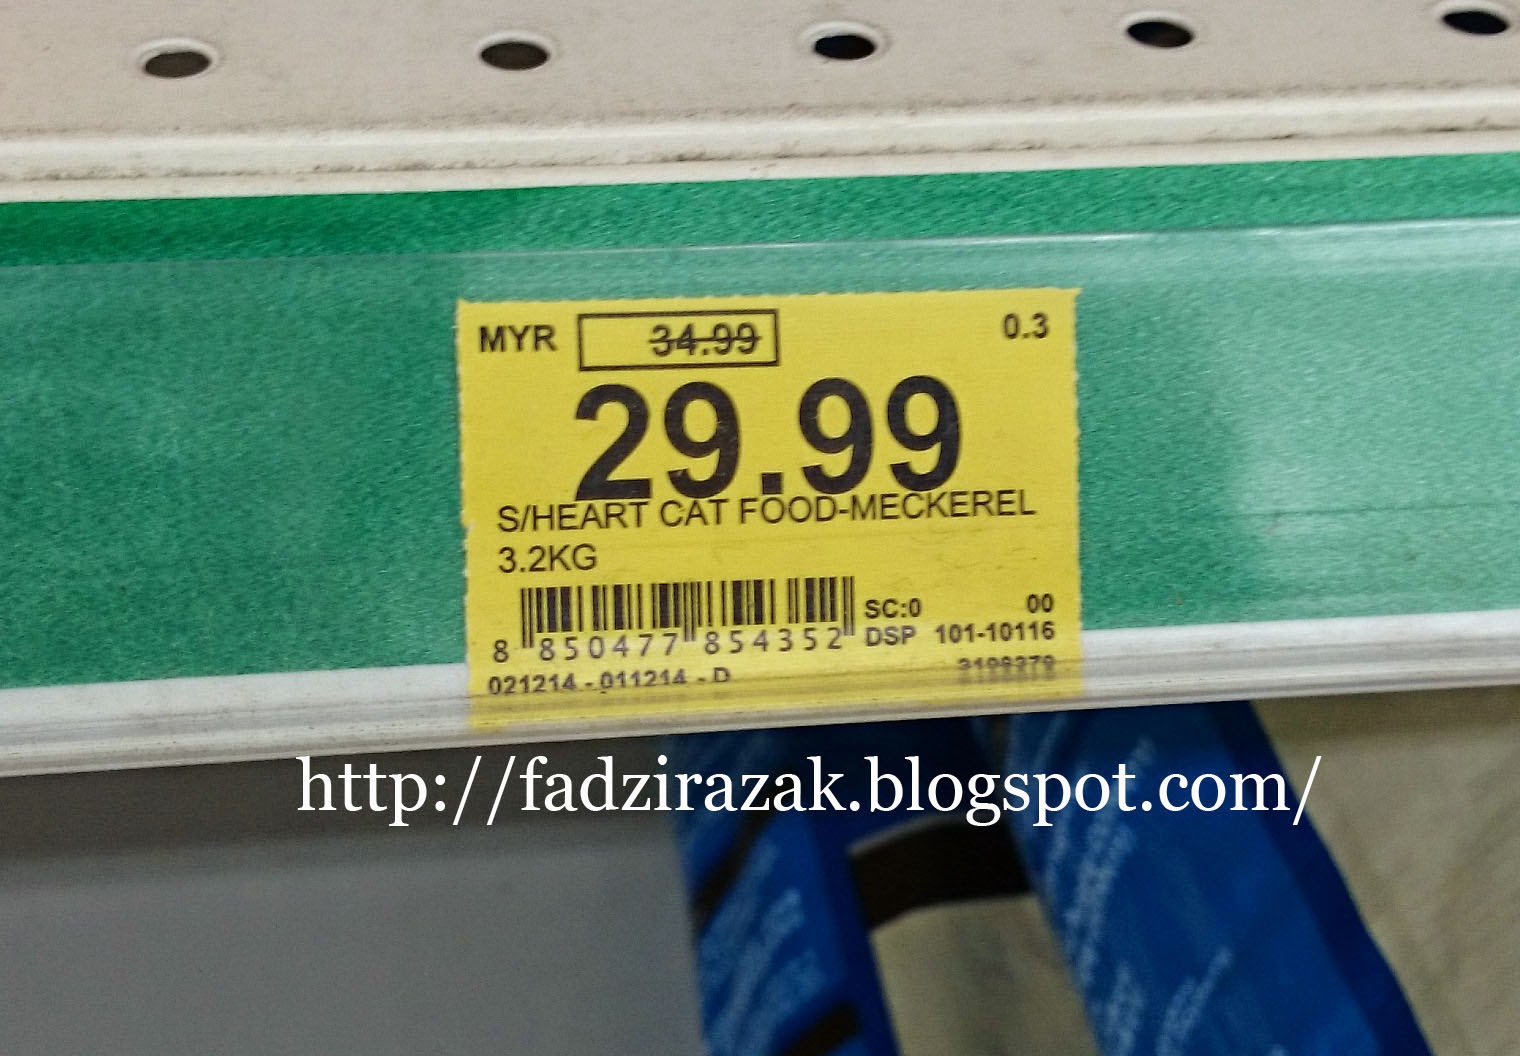 MYR 34.99 0.3
29.99
S/HEART CAT FOOD-MECKEREL
3.2KG
SC:0 00
8 850477 854352 DSP 101-10116
021214 - 011214 - D
http://fadzirazak.blogspot.com/